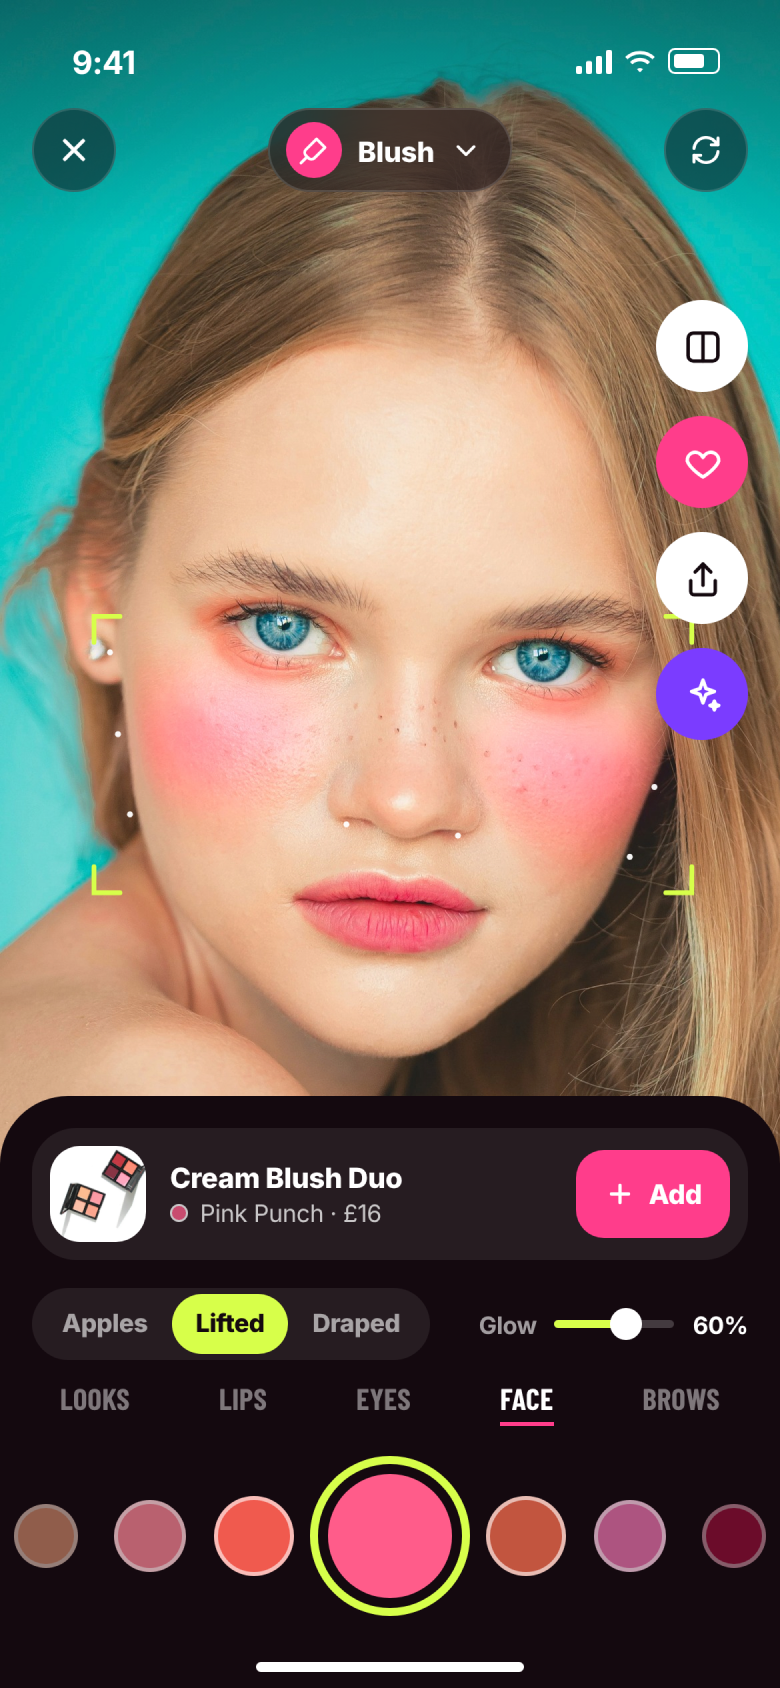 9:41
Blush
Cream Blush Duo
Pink Punch · £16
Add
Apples Lifted Draped Glow 60%
LOOKS LIPS EYES FACE BROWS